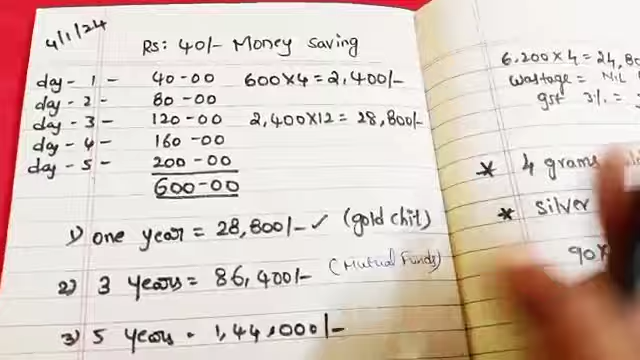 4/1/24
Rs: 40/- Money saving
day - 1 - 40-00 600×4=2,400/-
day - 2 - 80-00
day - 3 - 120-00 2,400×12=28,800/-
day - 4 - 160-00
day - 5 - 200-00
600-00
1) one year = 28,800/- ✓ (gold chit)
2) 3 years = 86,400/- (Mutual Funds)
3) 5 years - 1,44,000/-
6,200×4=24,80
wastage = NIL
gst 3% =
* 4 grams
* silver
90×